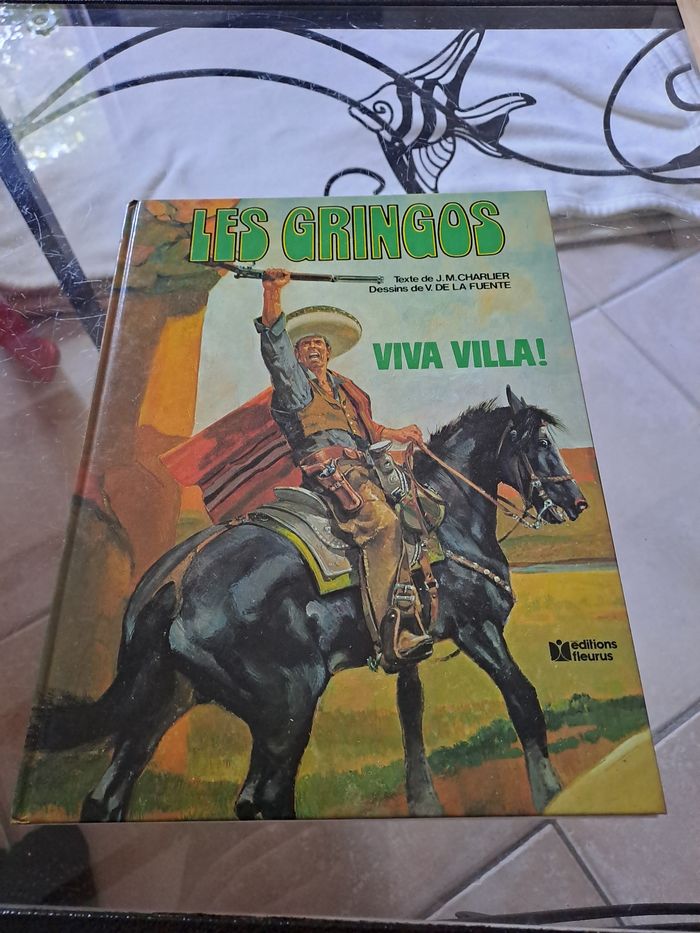 LES GRINGOS
Texte de J.M.CHARLIER
Dessins de V. DE LA FUENTE
VIVA VILLA!
éditions
fleurus